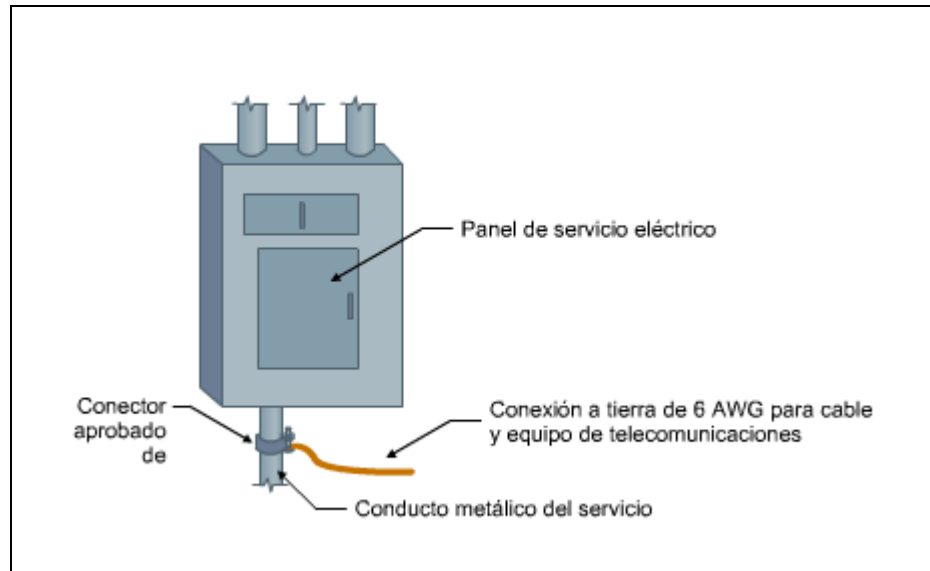 Panel de servicio eléctrico
Conector
aprobado
de
Conexión a tierra de 6 AWG para cable
y equipo de telecomunicaciones
Conducto metálico del servicio